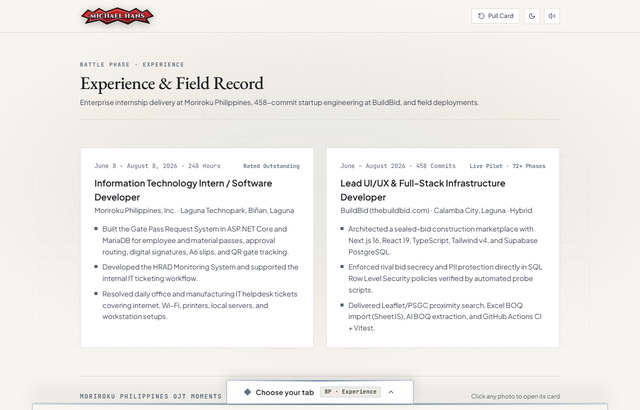 MICHAEL HANS
Pull Card
BATTLE PHASE · EXPERIENCE
Experience & Field Record
Enterprise internship delivery at Moriroku Philippines, 458-commit startup engineering at BuildBid, and field deployments.
June 8 – August 8, 2026 · 248 Hours
Rated Outstanding
Information Technology Intern / Software
Developer
Moriroku Philippines, Inc. · Laguna Technopark, Biñan, Laguna
Built the Gate Pass Request System in ASP.NET Core and
MariaDB for employee and material passes, approval
routing, digital signatures, A6 slips, and QR gate tracking.
Developed the HRAD Monitoring System and supported the
internal IT ticketing workflow.
Resolved daily office and manufacturing IT helpdesk tickets
covering internet, Wi-Fi, printers, local servers, and
workstation setups.
June – August, 2026 · 458 Commits
Live Pilot · 72+ Phases
Lead UI/UX & Full-Stack Infrastructure
Developer
BuildBid (thebuildbid.com) · Calamba City, Laguna · Hybrid
Architected a sealed-bid construction marketplace with
Next.js 16, React 19, TypeScript, Tailwind v4, and Supabase
PostgreSQL.
Enforced rival bid secrecy and PII protection directly in SQL
Row Level Security policies verified by automated probe
scripts.
Delivered Leaflet/PSGC proximity search, Excel BOQ
import (SheetJS), AI BOQ extraction, and GitHub Actions CI
+ Vitest.
MORIROKU PHILIPPINES OJT MOMENTS
Choose your tab
BP · Experience
Click any photo to open its card